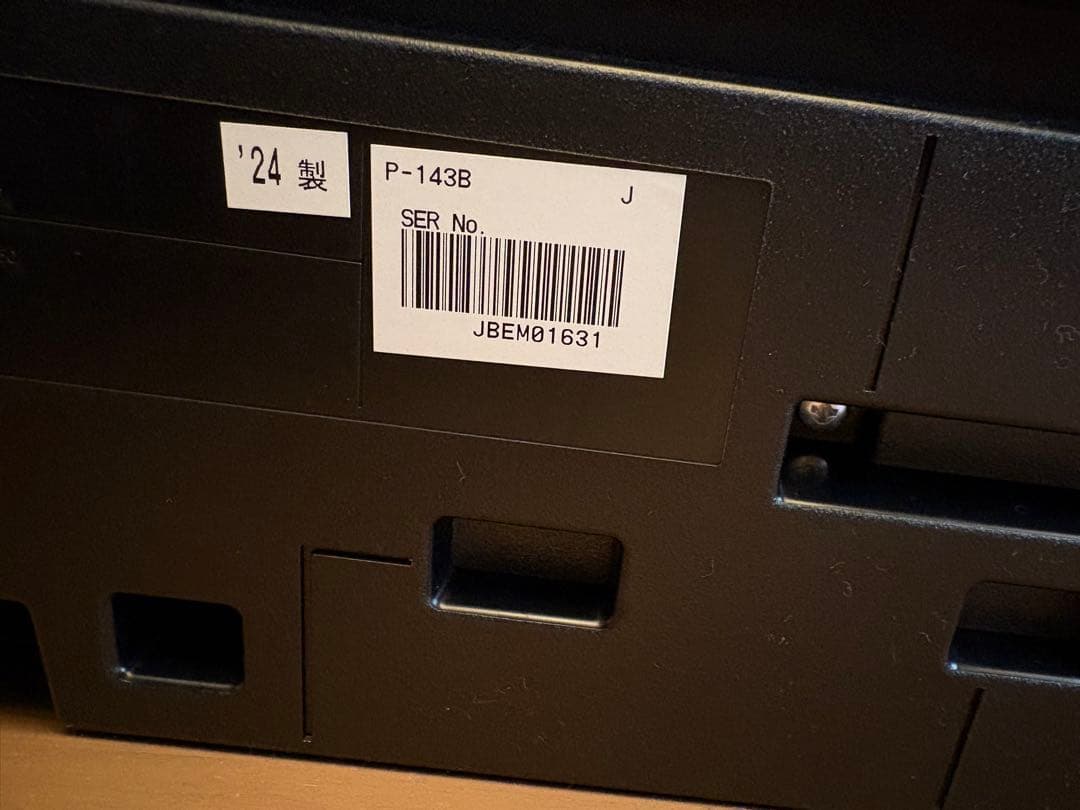 '24 製
P-143B
J
SER No.
JBEM01631